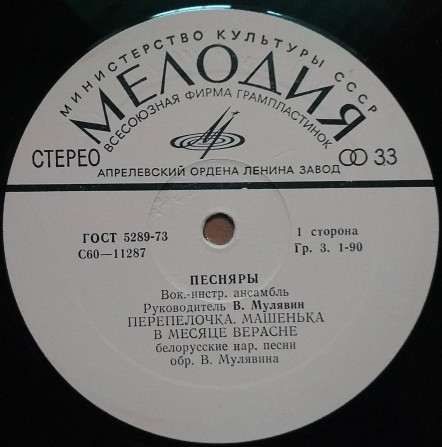 МИНИСТЕРСТВО КУЛЬТУРЫ СССР
МЕЛОДИЯ
ВСЕСОЮЗНАЯ ФИРМА ГРАМПЛАСТИНОК
СТЕРЕО
33
АПРЕЛЕВСКИЙ ОРДЕНА ЛЕНИНА ЗАВОД
ГОСТ 5289-73
С60—11287
1 сторона
Гр. 3. 1-90
ПЕСНЯРЫ
Вок.-инстр. ансамбль
Руководитель В. Мулявин
ПЕРЕПЕЛОЧКА. МАШЕНЬКА
В МЕСЯЦЕ ВЕРАСНЕ
белорусские нар. песни
обр. В. Мулявина